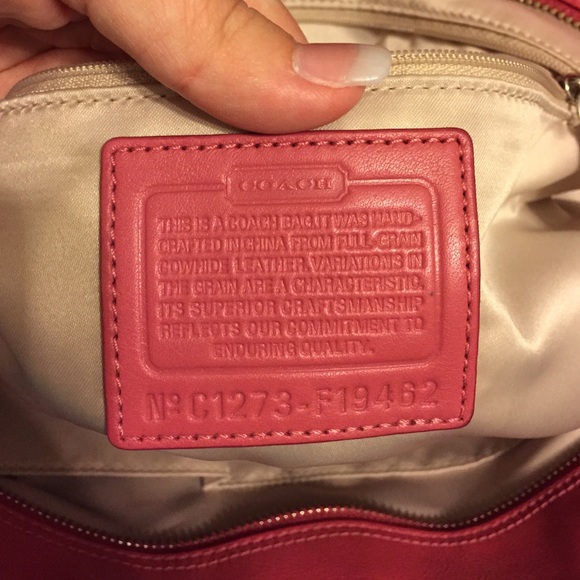 COACH
THIS IS A COACH BAG.IT WAS HAND-
CRAFTED IN CHINA FROM FULL GRAIN
COWHIDE LEATHER. VARIATIONS IN
THE GRAIN ARE A CHARACTERISTIC.
ITS SUPERIOR CRAFTSMANSHIP
REFLECTS OUR COMMITMENT TO
ENDURING QUALITY.
Nº C1273-F19462